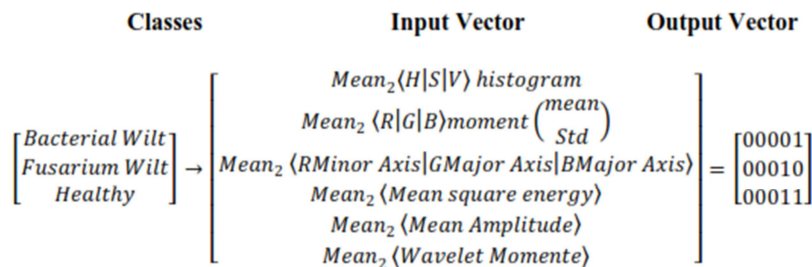 Classes Input Vector Output Vector
Mean₂⟨H|S|V⟩ histogram
Mean₂ ⟨R|G|B⟩moment (mean Std)
[Bacterial Wilt Fusarium Wilt Healthy] → Mean₂ ⟨RMinor Axis|GMajor Axis|BMajor Axis⟩ = [00001 00010 00011]
Mean₂ ⟨Mean square energy⟩
Mean₂ ⟨Mean Amplitude⟩
Mean₂ ⟨Wavelet Momente⟩